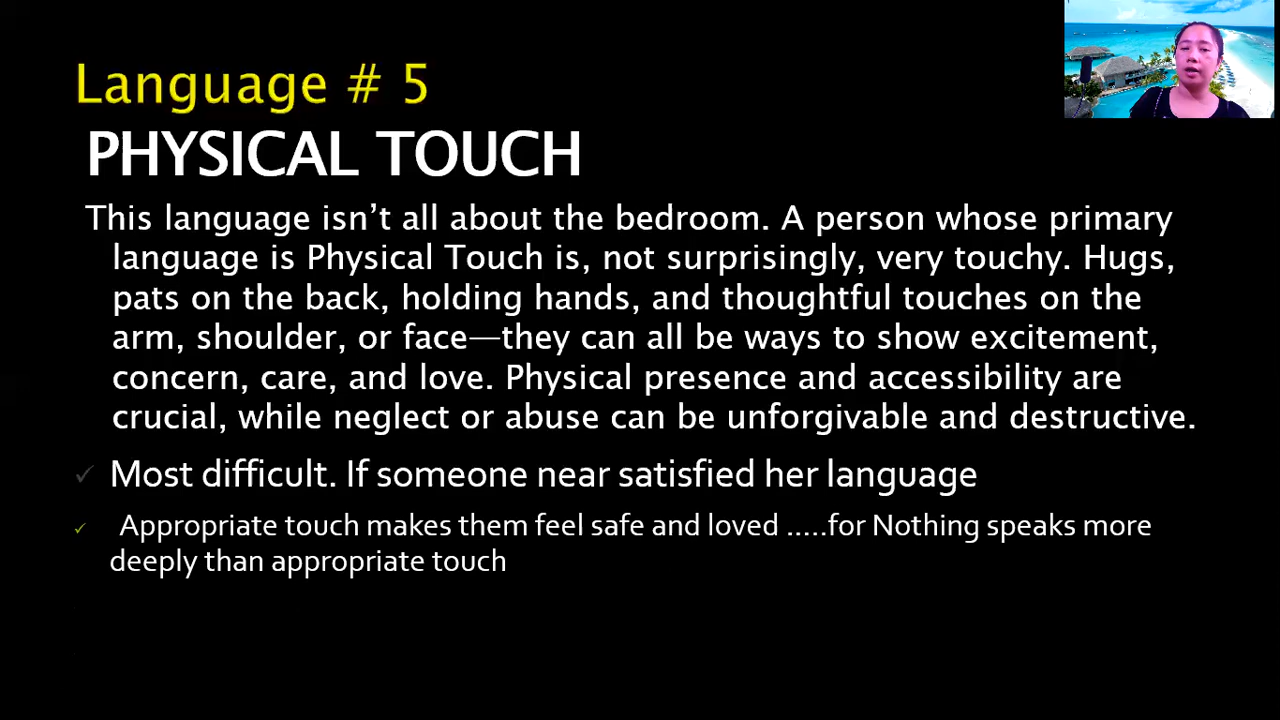 Language # 5
PHYSICAL TOUCH
This language isn’t all about the bedroom. A person whose primary
language is Physical Touch is, not surprisingly, very touchy. Hugs,
pats on the back, holding hands, and thoughtful touches on the
arm, shoulder, or face—they can all be ways to show excitement,
concern, care, and love. Physical presence and accessibility are
crucial, while neglect or abuse can be unforgivable and destructive.
✓ Most difficult. If someone near satisfied her language
✓ Appropriate touch makes them feel safe and loved .....for Nothing speaks more
deeply than appropriate touch